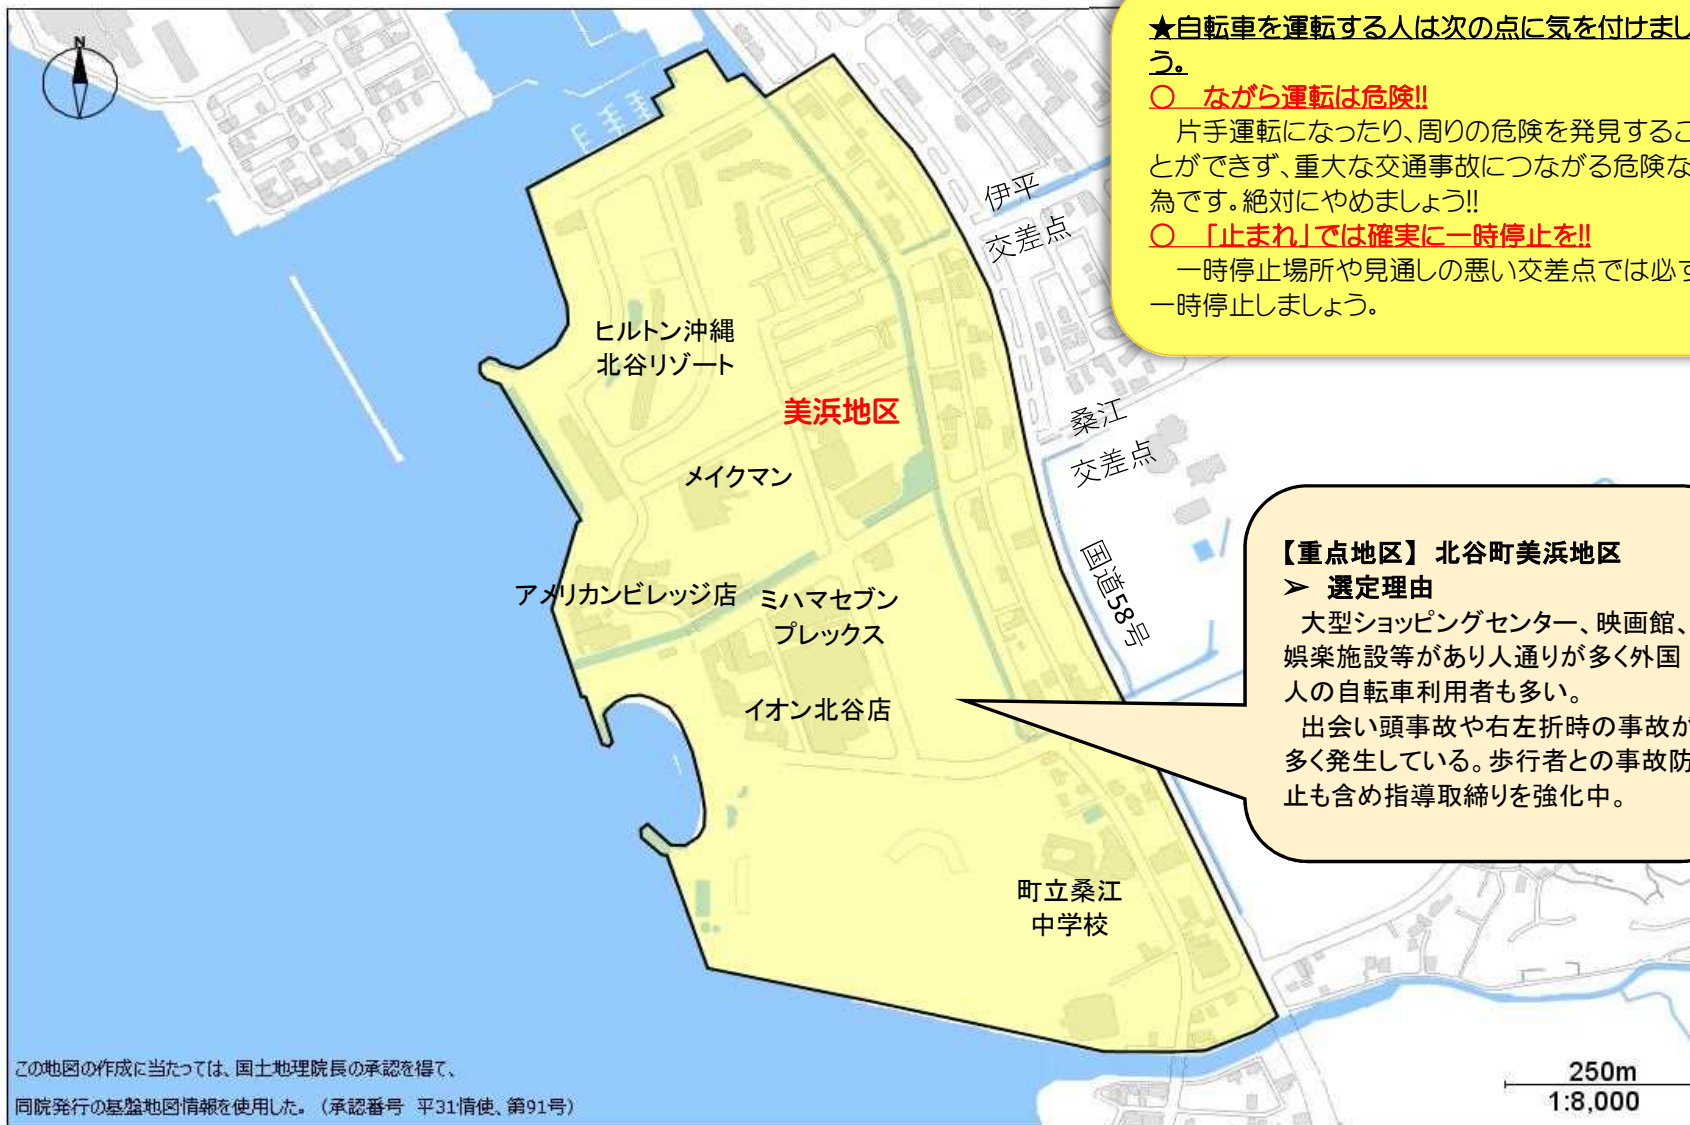 ★自転車を運転する人は次の点に気を付けまし
う。
○　ながら運転は危険!!
片手運転になったり、周りの危険を発見するこ
とができず、重大な交通事故につながる危険な
為です。絶対にやめましょう!!
○　「止まれ」では確実に一時停止を!!
一時停止場所や見通しの悪い交差点では必ず
一時停止しましょう。
N
伊平
交差点
ヒルトン沖縄
北谷リゾート
美浜地区
桑江
交差点
メイクマン
国道58号
アメリカンビレッジ店
ミハマセブン
プレックス
イオン北谷店
【重点地区】 北谷町美浜地区
➢ 選定理由
大型ショッピングセンター、映画館、
娯楽施設等があり人通りが多く外国
人の自転車利用者も多い。
出会い頭事故や右左折時の事故が
多く発生している。歩行者との事故防
止も含め指導取締りを強化中。
町立桑江
中学校
この地図の作成に当たっては、国土地理院長の承認を得て、
同院発行の基盤地図情報を使用した。（承認番号　平31情使、第91号）
250m
1:8,000